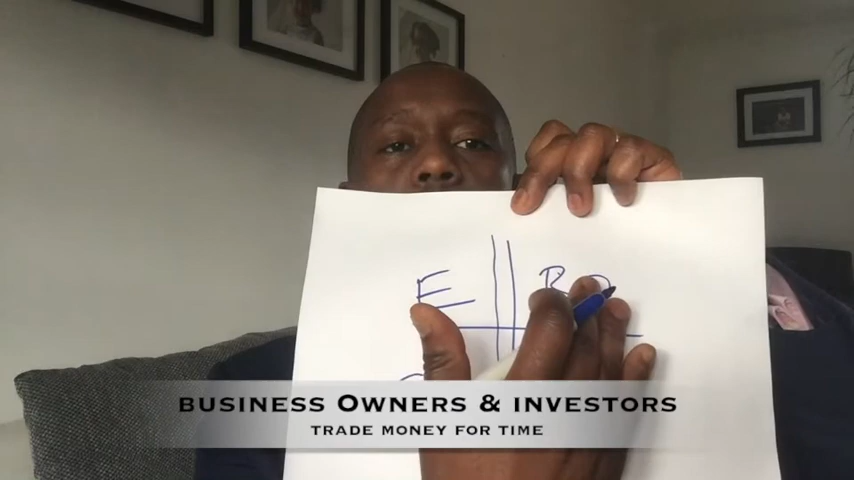 E
BUSINESS OWNERS & INVESTORS
TRADE MONEY FOR TIME